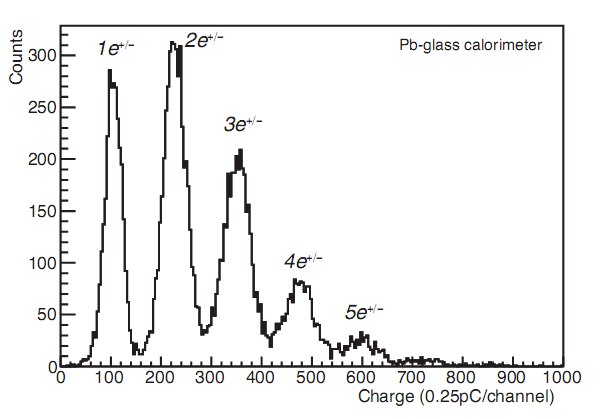 Counts
Pb-glass calorimeter
1e+/−
2e+/−
3e+/−
4e+/−
5e+/−
300
250
200
150
100
50
0
0 100 200 300 400 500 600 700 800 900 1000
Charge (0.25pC/channel)